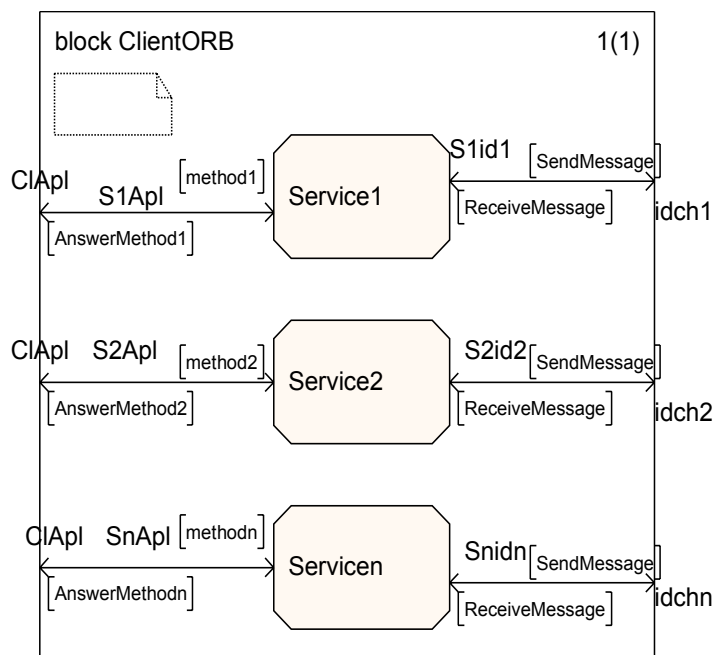 block ClientORB 1(1)
S1id1 [SendMessage]
ClApl S1Apl [method1]
Service1
[AnswerMethod1]
[ReceiveMessage]
idch1
ClApl S2Apl [method2]
S2id2 [SendMessage]
Service2
[AnswerMethod2]
[ReceiveMessage]
idch2
ClApl SnApl [methodn]
Snidn [SendMessage]
Servicen
[AnswerMethodn]
[ReceiveMessage]
idchn